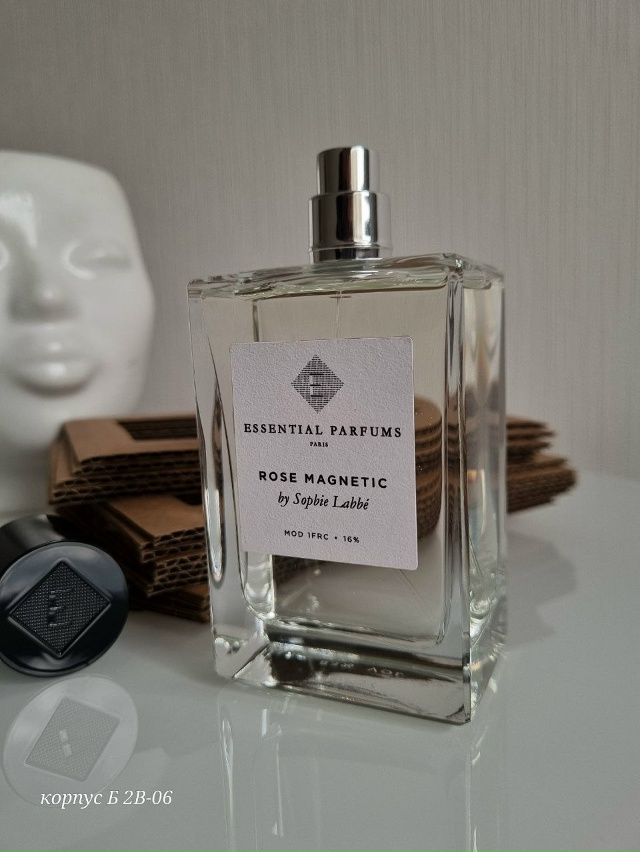 E
ESSENTIAL PARFUMS
PARIS
ROSE MAGNETIC
by Sophie Labbé
MOD 1FRC • 16%
корпус Б 2В-06